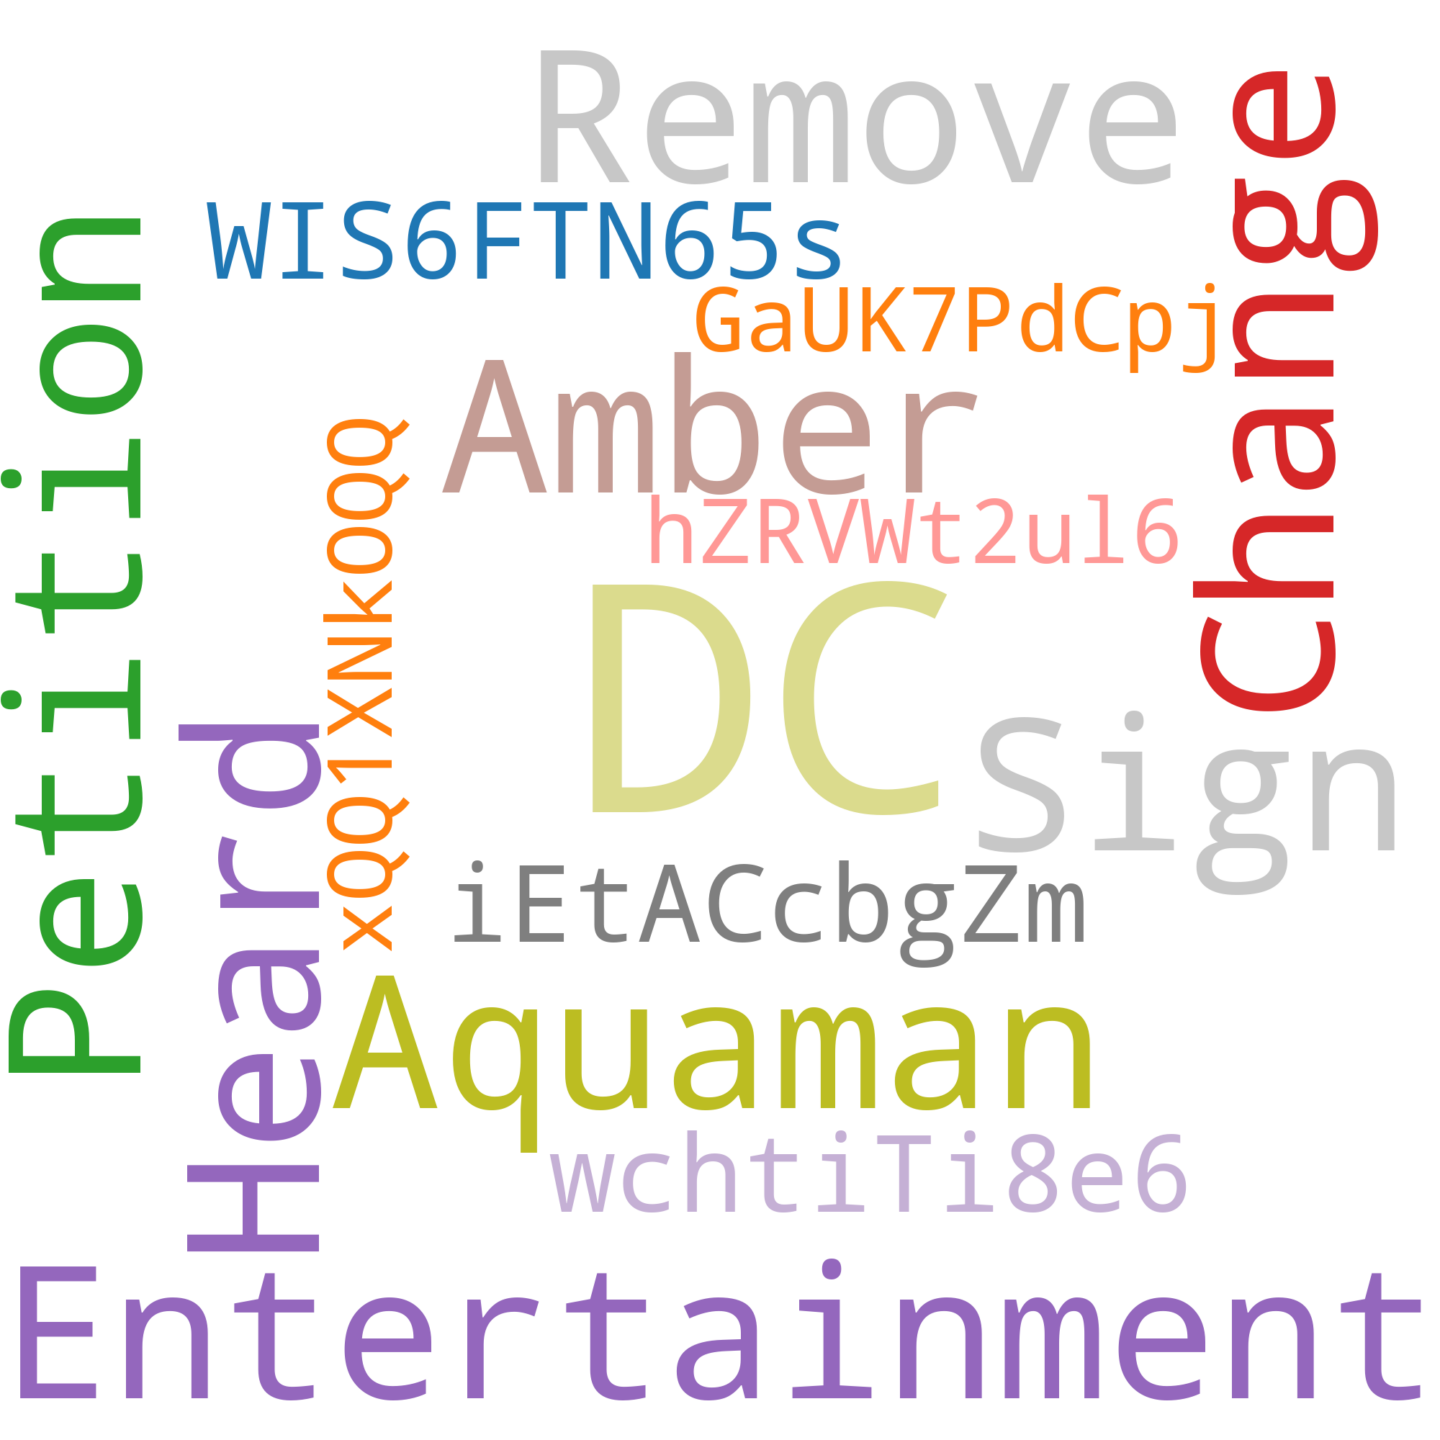 Remove
Change
WIS6FTN65s
Petition
GaUK7PdCpj
Amber
xQQ1XNkOQQ
hZRVWt2ul6
DC
Sign
Heard
iEtACcbgZm
Aquaman
wchtiTi8e6
Entertainment